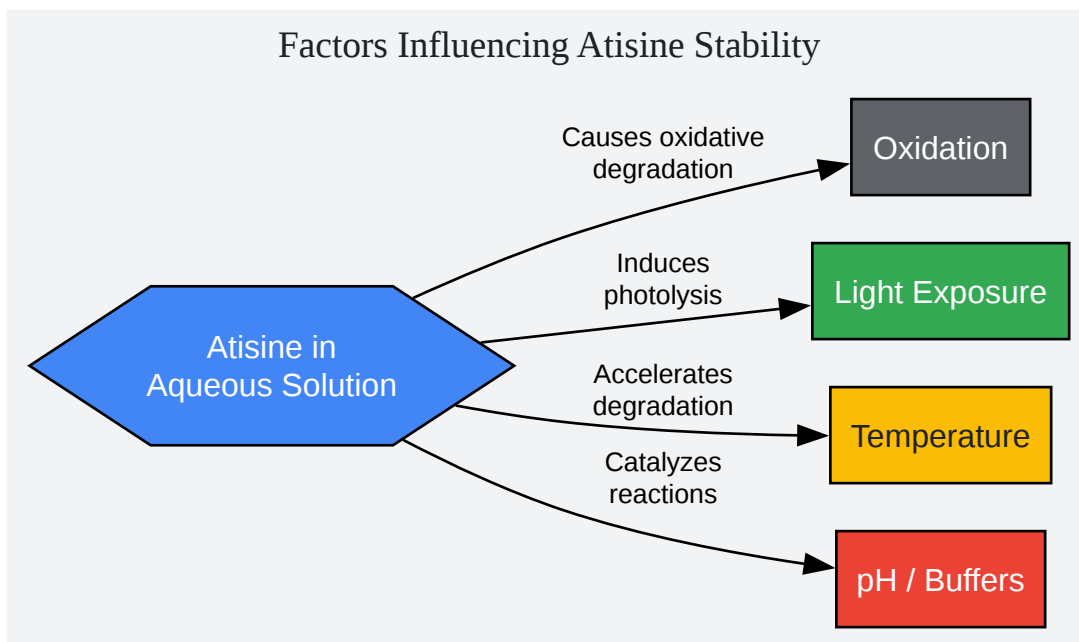 Factors Influencing Atisine Stability
Causes oxidative
degradation
Oxidation
Induces
photolysis
Light Exposure
Atisine in
Aqueous Solution
Accelerates
degradation
Temperature
Catalyzes
reactions
pH / Buffers